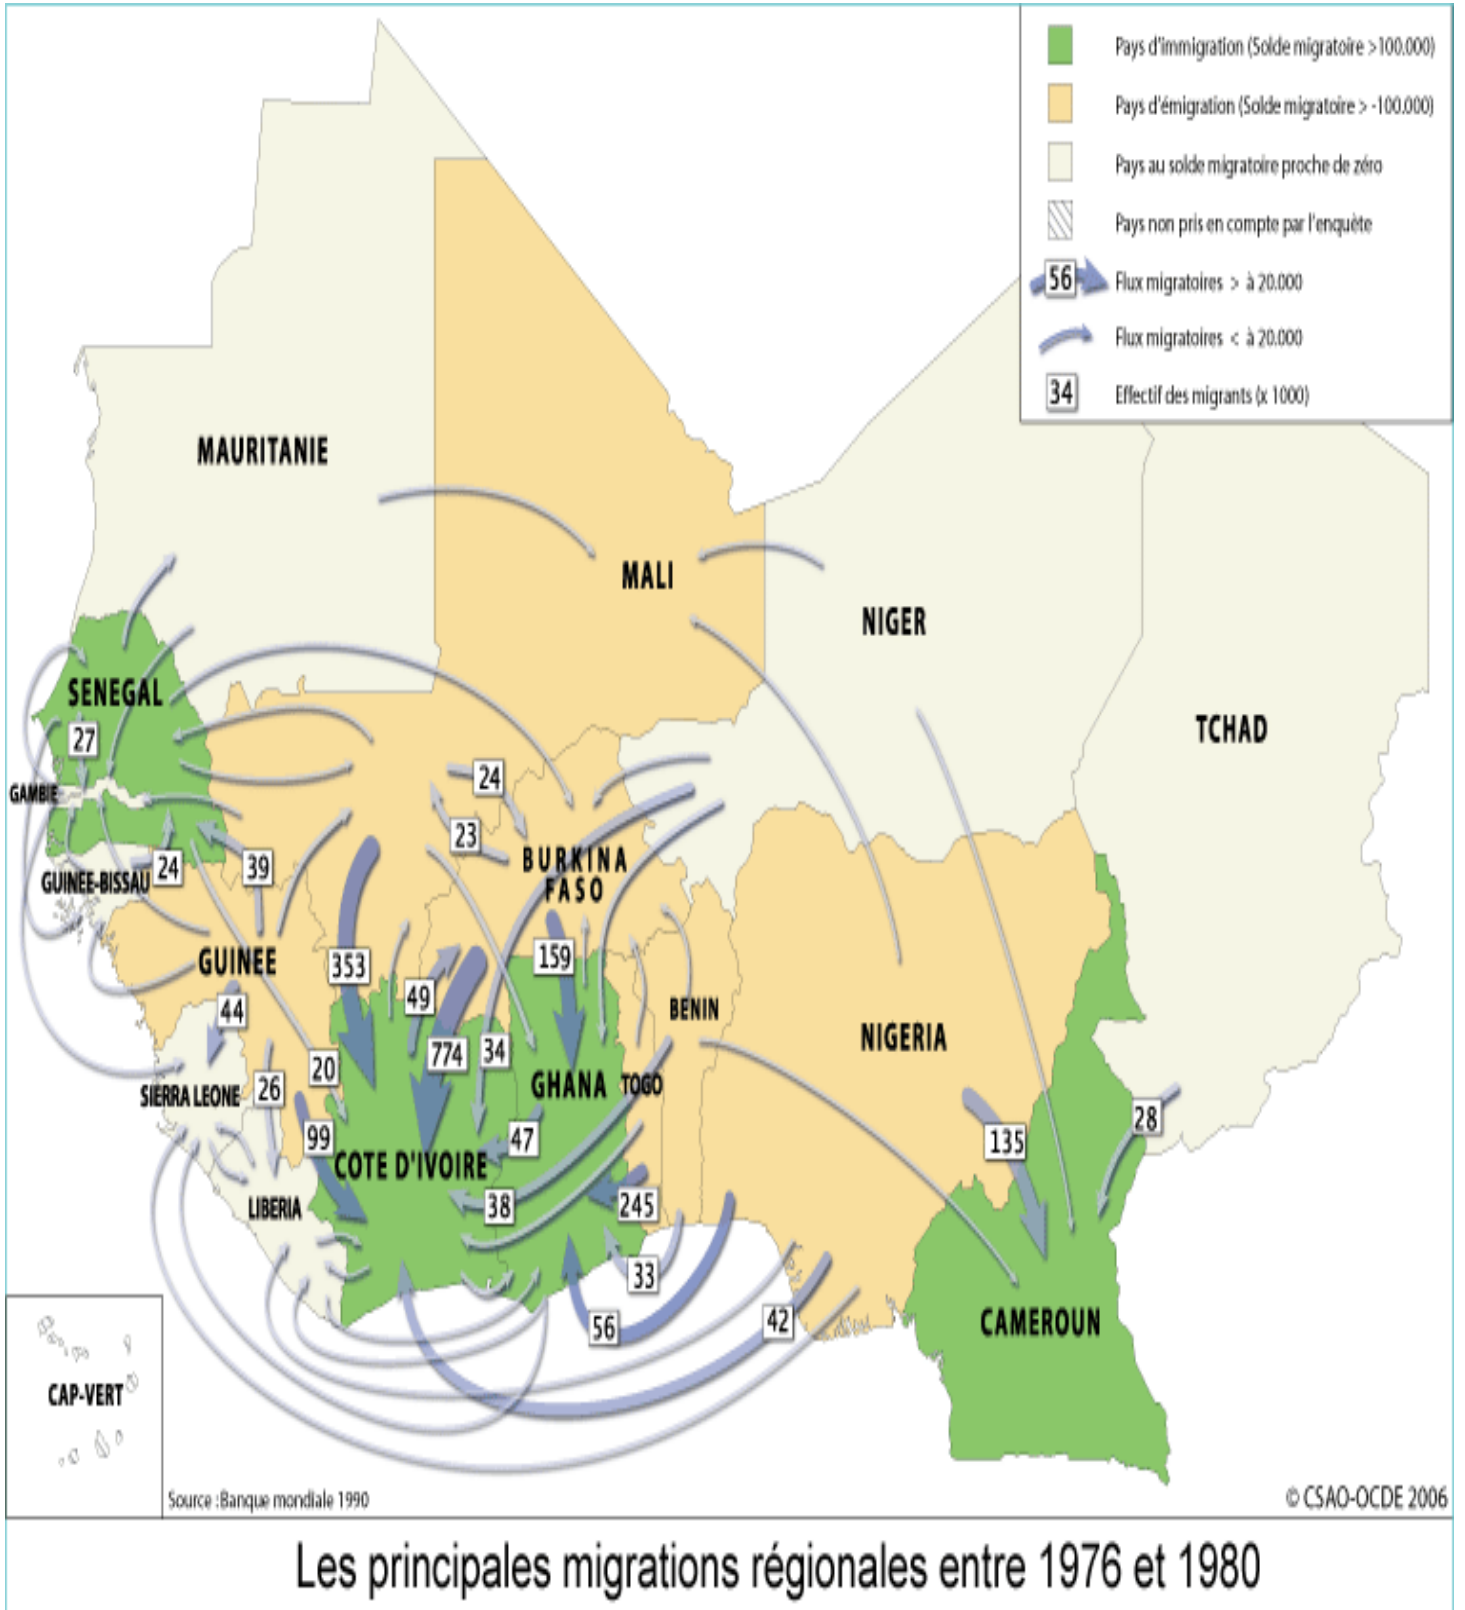 Pays d'immigration (Solde migratoire >100.000)
Pays d'émigration (Solde migratoire > -100.000)
Pays au solde migratoire proche de zéro
Pays non pris en compte par l'enquète
56 Flux migratoires > à 20.000
Flux migratoires < à 20.000
34 Effectif des migrants (x 1000)
MAURITANIE
MALI
NIGER
SENEGAL
TCHAD
27
GAMBIE
24
23
BURKINA
FASO
24
39
GUINEE-BISSAU
GUINEE
353
159
49
44
BENIN
NIGERIA
774
34
20
26
SIERRA LEONE
GHANA
TOGO
99
47
135
28
COTE D'IVOIRE
LIBERIA
38
245
33
56
42
CAMEROUN
CAP-VERT
Source :Banque mondiale 1990
© CSAO-OCDE 2006
Les principales migrations régionales entre 1976 et 1980